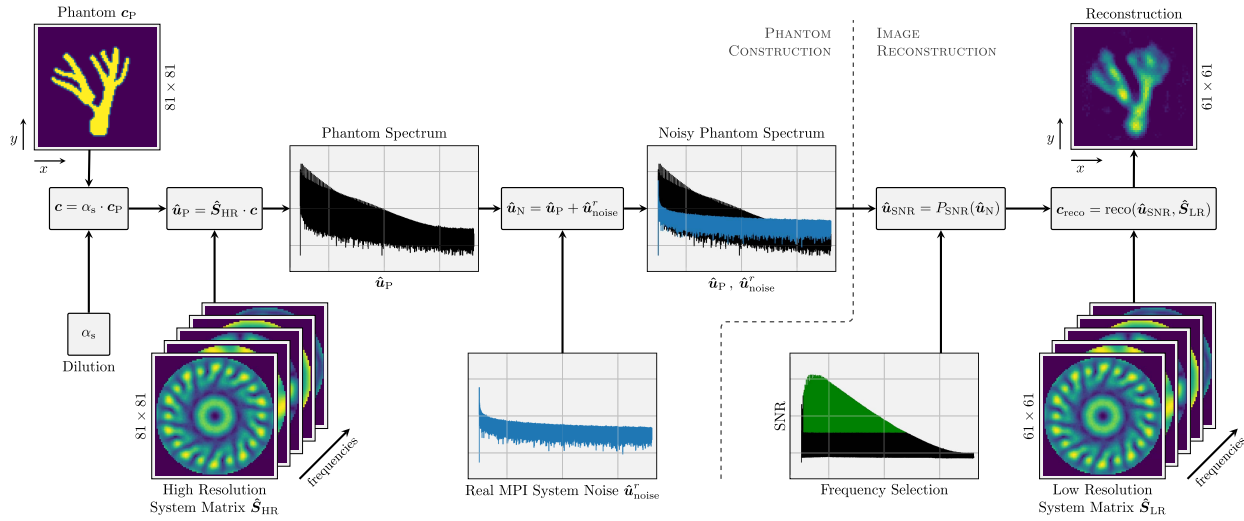 Phantom c_P
81 × 81
y
x
c = α_s · c_P
α_s
Dilution
û_P = Ŝ_HR · c
81 × 81
frequencies
High Resolution
System Matrix Ŝ_HR
Phantom Spectrum
û_P
û_N = û_P + û^r_noise
Real MPI System Noise û^r_noise
Noisy Phantom Spectrum
û_P , û^r_noise
Phantom
Construction
Image
Reconstruction
û_SNR = P_SNR(û_N)
SNR
Frequency Selection
Reconstruction
61 × 61
y
x
c_reco = reco(û_SNR, Ŝ_LR)
61 × 61
frequencies
Low Resolution
System Matrix Ŝ_LR